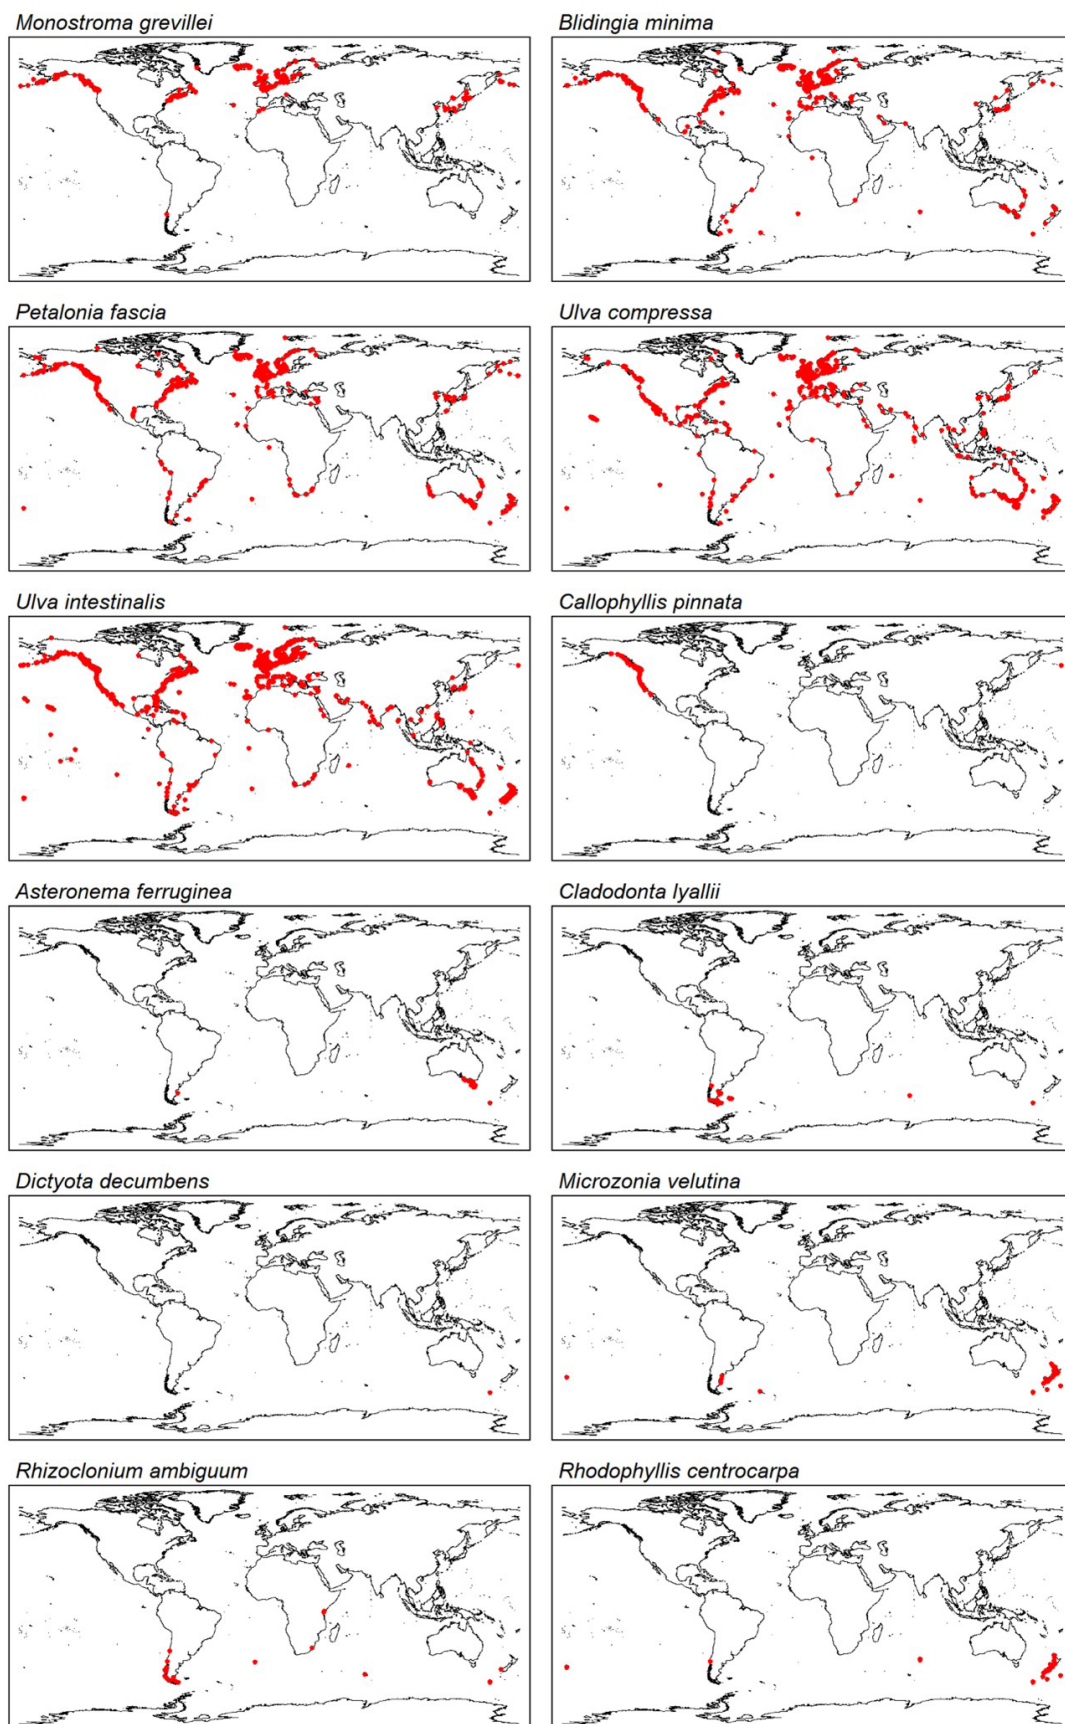 Monostroma grevillei
Blidingia minima
Petalonia fascia
Ulva compressa
Ulva intestinalis
Callophyllis pinnata
Asteronema ferruginea
Cladodonta lyallii
Dictyota decumbens
Microzonia velutina
Rhizoclonium ambiguum
Rhodophyllis centrocarpa